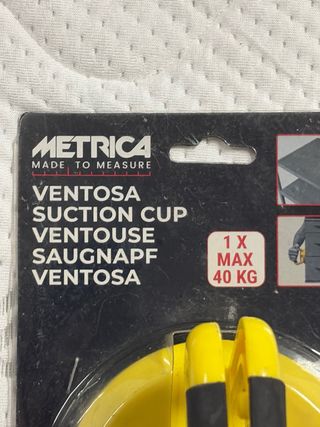 METRICA
MADE TO MEASURE
VENTOSA
SUCTION CUP
VENTOUSE
SAUGNAPF
VENTOSA
1 X
MAX
40 KG